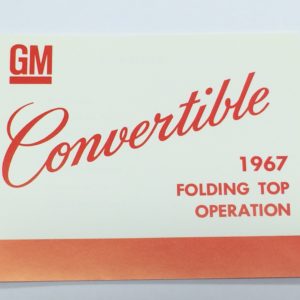 GM
Convertible
1967
FOLDING TOP
OPERATION